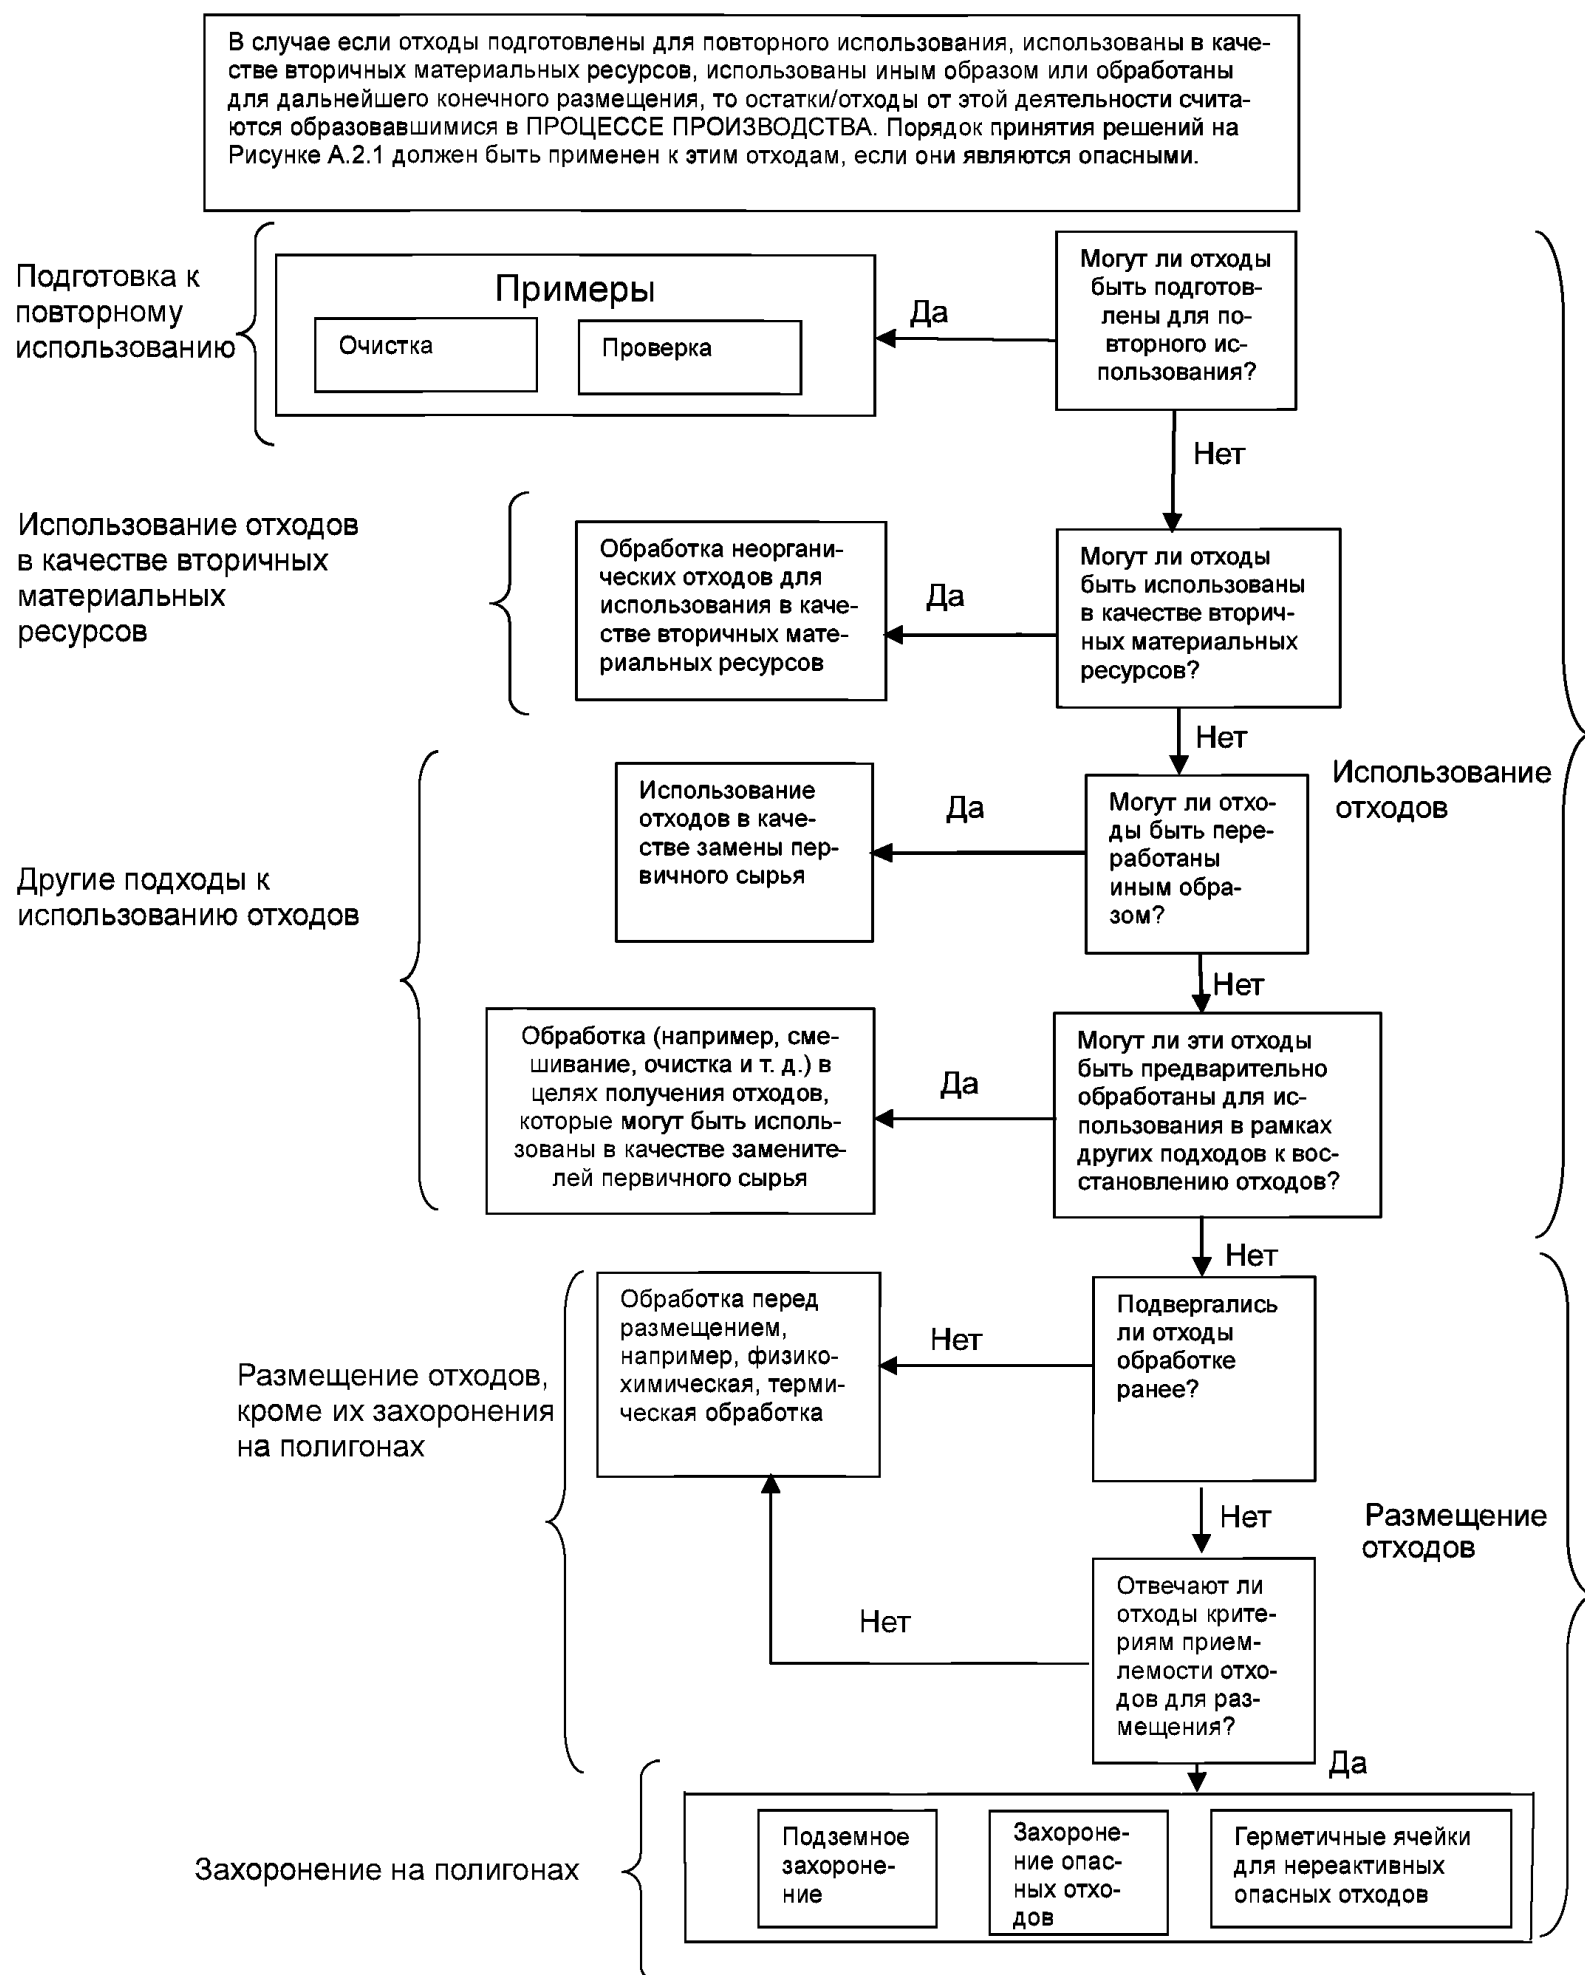 В случае если отходы подготовлены для повторного использования, использованы в каче-
стве вторичных материальных ресурсов, использованы иным образом или обработаны
для дальнейшего конечного размещения, то остатки/отходы от этой деятельности счита-
ются образовавшимися в ПРОЦЕССЕ ПРОИЗВОДСТВА. Порядок принятия решений на
Рисунке А.2.1 должен быть применен к этим отходам, если они являются опасными.
Подготовка к
повторному
использованию
Примеры
Очистка
Проверка
Да
Могут ли отходы
быть подготов-
лены для по-
вторного ис-
пользования?
Нет
Использование отходов
в качестве вторичных
материальных
ресурсов
Обработка неоргани-
ческих отходов для
использования в каче-
стве вторичных мате-
риальных ресурсов
Да
Могут ли отходы
быть использованы
в качестве вторич-
ных материальных
ресурсов?
Нет
Использование
отходов
Другие подходы к
использованию отходов
Использование
отходов в каче-
стве замены пер-
вичного сырья
Да
Могут ли отхо-
ды быть пере-
работаны
иным обра-
зом?
Нет
Обработка (например, сме-
шивание, очистка и т. д.) в
целях получения отходов,
которые могут быть исполь-
зованы в качестве замените-
лей первичного сырья
Да
Могут ли эти отходы
быть предварительно
обработаны для ис-
пользования в рамках
других подходов к вос-
становлению отходов?
Нет
Размещение отходов,
кроме их захоронения
на полигонах
Обработка перед
размещением,
например, физико-
химическая, терми-
ческая обработка
Нет
Подвергались
ли отходы
обработке
ранее?
Нет
Размещение
отходов
Нет
Отвечают ли
отходы крите-
риям прием-
лемости отхо-
дов для раз-
мещения?
Да
Захоронение на полигонах
Подземное
захороне-
ние
Захороне-
ние опас-
ных отхо-
дов
Герметичные ячейки
для нереактивных
опасных отходов